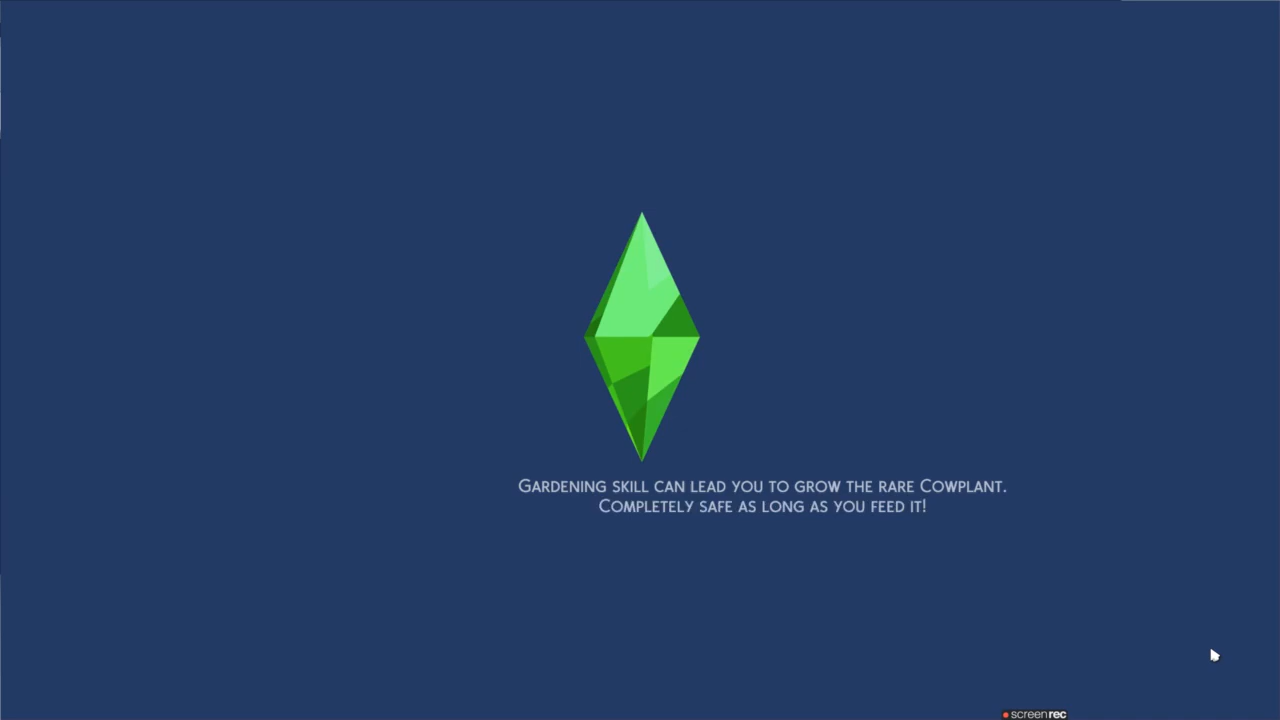 Gardening skill can lead you to grow the rare Cowplant.
Completely safe as long as you feed it!
screenrec